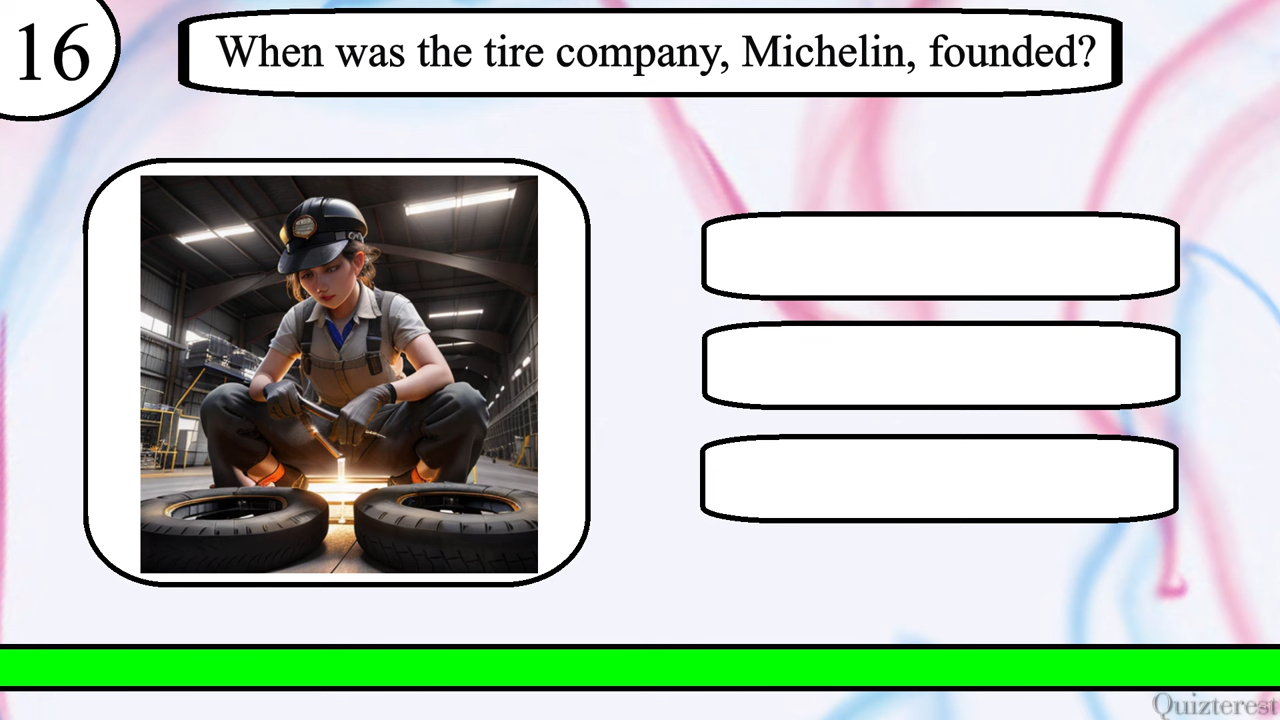 16
When was the tire company, Michelin, founded?
Quizterest